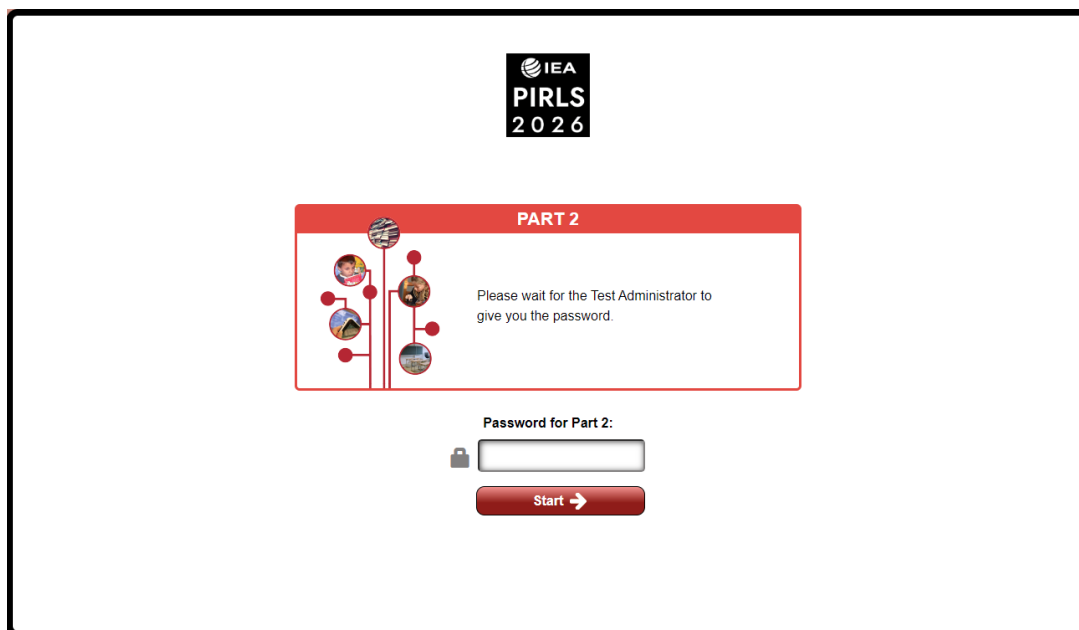 IEA
PIRLS
2026
PART 2
Please wait for the Test Administrator to
give you the password.
Password for Part 2:
Start